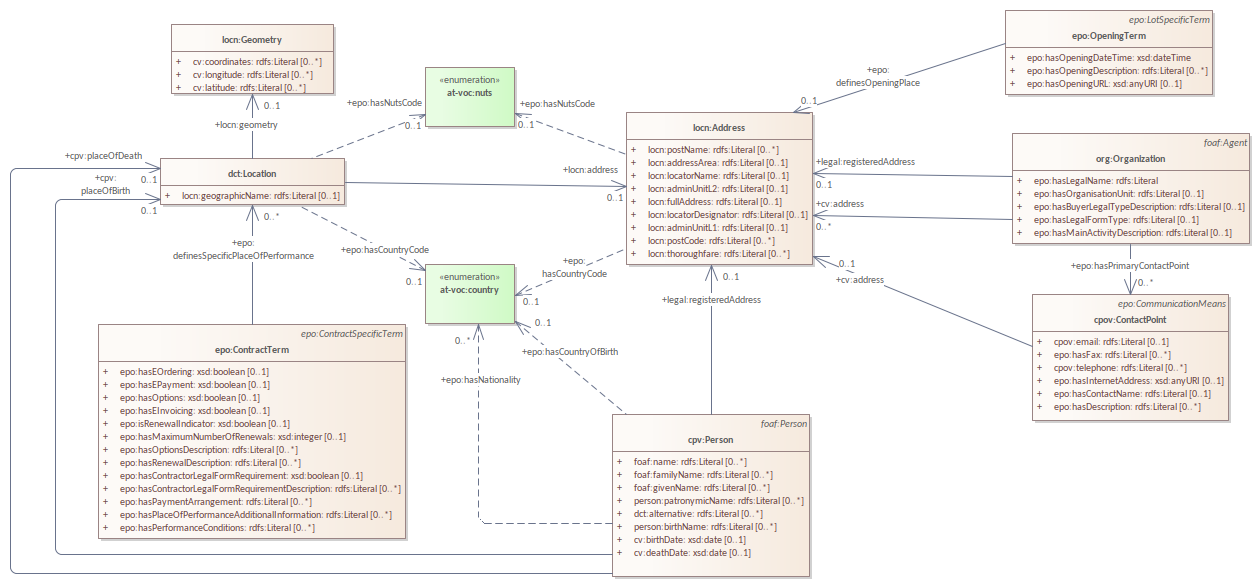 locn:Geometry
+ cv:coordinates: rdfs:Literal [0..*]
+ cv:longitude: rdfs:Literal [0..*]
+ cv:latitude: rdfs:Literal [0..*]
0..1
+locn:geometry
«enumeration»
at-voc:nuts
+epo:hasNutsCode
0..1
+epo:hasNutsCode
0..1
epo:LotSpecificTerm
epo:OpeningTerm
+ epo:hasOpeningDateTime: xsd:dateTime
+ epo:hasOpeningDescription: rdfs:Literal [0..*]
+ epo:hasOpeningURL: xsd:anyURI [0..1]
+epo:
definesOpeningPlace
0..1
locn:Address
+ locn:postName: rdfs:Literal [0..*]
+ locn:addressArea: rdfs:Literal [0..1]
+ locn:locatorName: rdfs:Literal [0..1]
+ locn:adminUnitL2: rdfs:Literal [0..1]
+ locn:fullAddress: rdfs:Literal [0..1]
+ locn:locatorDesignator: rdfs:Literal [0..1]
+ locn:adminUnitL1: rdfs:Literal [0..1]
+ locn:postCode: rdfs:Literal [0..*]
+ locn:thoroughfare: rdfs:Literal [0..*]
foaf:Agent
org:Organization
+ epo:hasLegalName: rdfs:Literal
+ epo:hasOrganisationUnit: rdfs:Literal [0..1]
+ epo:hasBuyerLegalTypeDescription: rdfs:Literal [0..1]
+ epo:hasLegalFormType: rdfs:Literal [0..1]
+ epo:hasMainActivityDescription: rdfs:Literal [0..1]
+legal:registeredAddress
0..1
+cv:address
0..*
+cpv:placeOfDeath
0..1
+cpv:
placeOfBirth
0..1
dct:Location
+ locn:geographicName: rdfs:Literal [0..1]
+locn:address
0..1
0..*
+epo:
definesSpecificPlaceOfPerformance
+epo:hasCountryCode
0..1
«enumeration»
at-voc:country
+epo:
hasCountryCode
0..1
0..1
+epo:hasCountryOfBirth
0..*
+epo:hasNationality
0..1
+legal:registeredAddress
0..1
+cv:address
+epo:hasPrimaryContactPoint
0..*
epo:CommunicationMeans
cpov:ContactPoint
+ cpov:email: rdfs:Literal [0..1]
+ epo:hasFax: rdfs:Literal [0..*]
+ cpov:telephone: rdfs:Literal [0..*]
+ epo:hasInternetAddress: xsd:anyURI [0..1]
+ epo:hasContactName: rdfs:Literal [0..1]
+ epo:hasDescription: rdfs:Literal [0..*]
epo:ContractSpecificTerm
epo:ContractTerm
+ epo:hasEOrdering: xsd:boolean [0..1]
+ epo:hasEPayment: xsd:boolean [0..1]
+ epo:hasOptions: xsd:boolean [0..1]
+ epo:hasEInvoicing: xsd:boolean [0..1]
+ epo:isRenewalIndicator: xsd:boolean [0..1]
+ epo:hasMaximumNumberOfRenewals: xsd:integer [0..1]
+ epo:hasOptionsDescription: rdfs:Literal [0..*]
+ epo:hasRenewalDescription: rdfs:Literal [0..*]
+ epo:hasContractorLegalFormRequirement: xsd:boolean [0..1]
+ epo:hasContractorLegalFormRequirementDescription: rdfs:Literal [0..*]
+ epo:hasPaymentArrangement: rdfs:Literal [0..*]
+ epo:hasPlaceOfPerformanceAdditionalInformation: rdfs:Literal [0..*]
+ epo:hasPerformanceConditions: rdfs:Literal [0..*]
foaf:Person
cpv:Person
+ foaf:name: rdfs:Literal [0..*]
+ foaf:familyName: rdfs:Literal [0..*]
+ foaf:givenName: rdfs:Literal [0..*]
+ person:patronymicName: rdfs:Literal [0..*]
+ dct:alternative: rdfs:Literal [0..*]
+ person:birthName: rdfs:Literal [0..*]
+ cv:birthDate: xsd:date [0..1]
+ cv:deathDate: xsd:date [0..1]